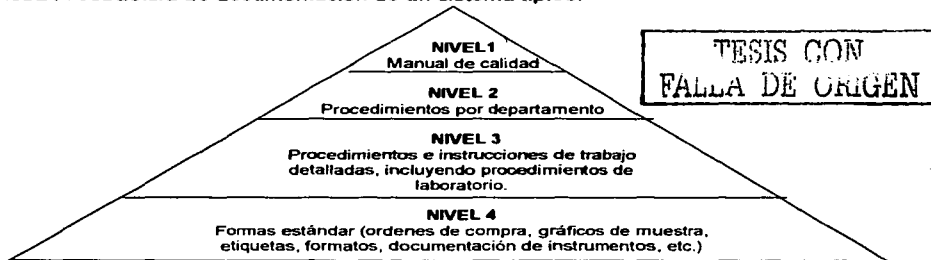 NIVEL1
Manual de calidad
TESIS CON
FALLA DE ORIGEN
NIVEL 2
Procedimientos por departamento
NIVEL 3
Procedimientos e instrucciones de trabajo
detalladas, incluyendo procedimientos de
laboratorio.
NIVEL 4
Formas estándar (ordenes de compra, gráficos de muestra,
etiquetas, formatos, documentación de instrumentos, etc.)